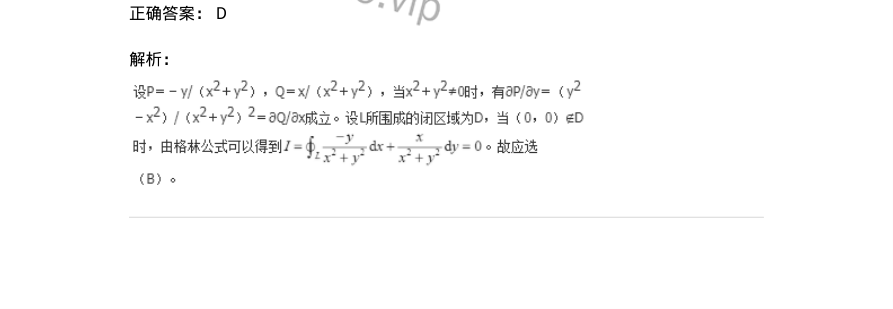 .vip
正确答案： D
解析：
设P=－y/（x²+y²），Q=x/（x²+y²），当x²+y²≠0时，有∂P/∂y=（y²
－x²）/（x²+y²）²=∂Q/∂x成立。设L所围成的闭区域为D，当（0，0）∉D
时，由格林公式可以得到I=∮_L -y/(x²+y²) dx + x/(x²+y²) dy = 0。故应选
（B）。